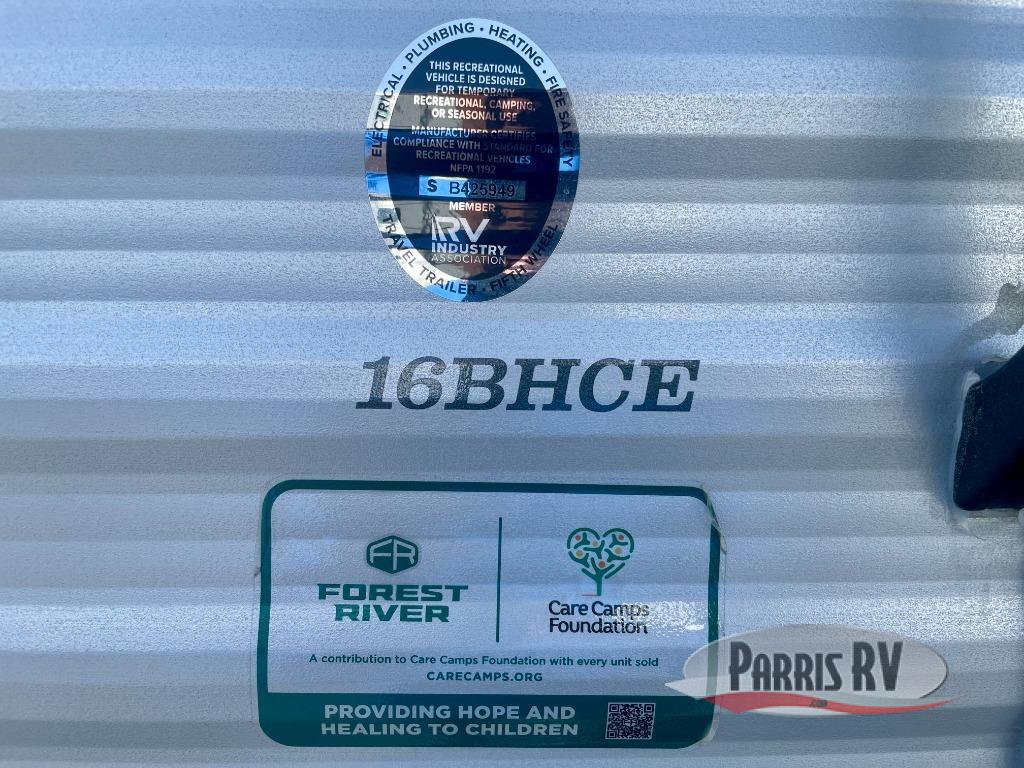 ELECTRICAL • PLUMBING • HEATING • FIRE SAFETY
THIS RECREATIONAL
VEHICLE IS DESIGNED
FOR TEMPORARY
RECREATIONAL, CAMPING,
OR SEASONAL USE
MANUFACTURER CERTIFIES
COMPLIANCE WITH STANDARD FOR
RECREATIONAL VEHICLES
NFPA 1192
S B425949
MEMBER
RV
INDUSTRY
ASSOCIATION
TRAVEL TRAILER • FIFTH WHEEL
16BHCE
FR
FOREST
RIVER
Care Camps
Foundation
A contribution to Care Camps Foundation with every unit sold
CARECAMPS.ORG
PROVIDING HOPE AND
HEALING TO CHILDREN
PARRIS RV
.com